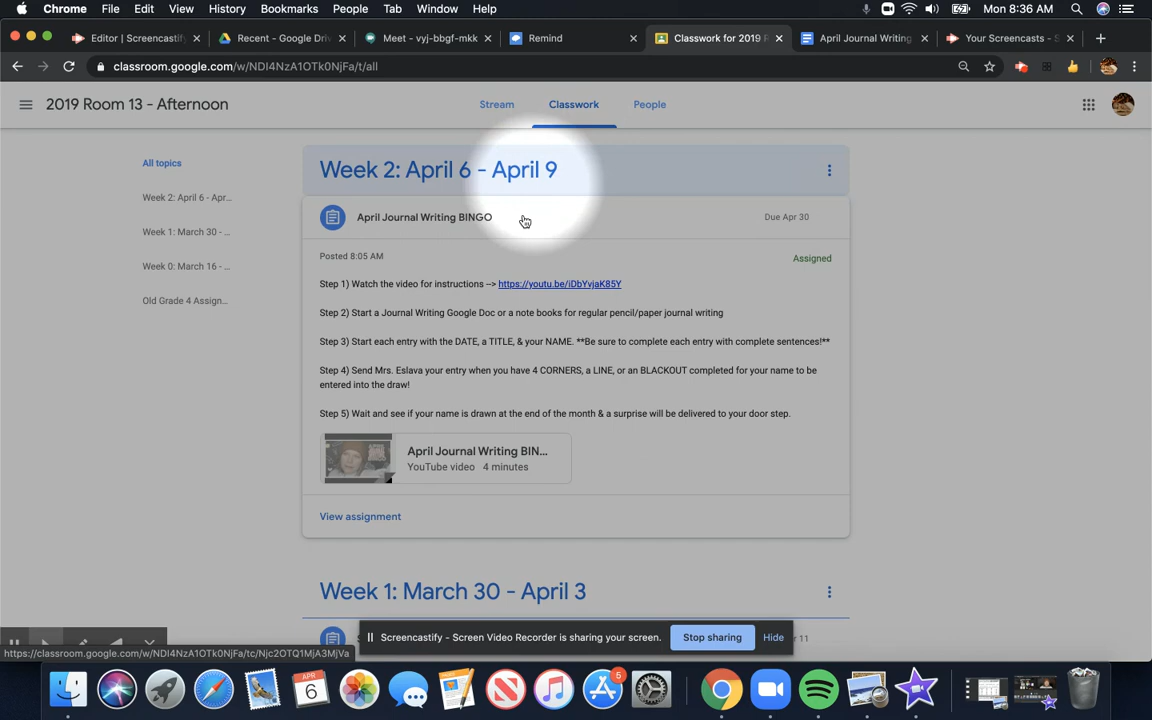 Chrome File Edit View History Bookmarks People Tab Window Help Mon 8:36 AM
Editor | Screencastify Recent - Google Driv Meet - vyj-bbgf-mkk Remind Classwork for 2019 R April Journal Writing Your Screencasts - S
classroom.google.com/w/NDI4NzA1OTk0NjFa/t/all
2019 Room 13 - Afternoon Stream Classwork People
All topics
Week 2: April 6 - Apr...
Week 1: March 30 - ...
Week 0: March 16 - ...
Old Grade 4 Assign...
Week 2: April 6 - April 9
April Journal Writing BINGO Due Apr 30
Posted 8:05 AM Assigned
Step 1) Watch the video for instructions --> https://youtu.be/iDbYvjaK85Y
Step 2) Start a Journal Writing Google Doc or a note books for regular pencil/paper journal writing
Step 3) Start each entry with the DATE, a TITLE, & your NAME. **Be sure to complete each entry with complete sentences!**
Step 4) Send Mrs. Eslava your entry when you have 4 CORNERS, a LINE, or an BLACKOUT completed for your name to be
entered into the draw!
Step 5) Wait and see if your name is drawn at the end of the month & a surprise will be delivered to your door step.
April Journal Writing BIN...
YouTube video 4 minutes
View assignment
Week 1: March 30 - April 3
Screencastify - Screen Video Recorder is sharing your screen. Stop sharing Hide
11
https://classroom.google.com/w/NDI4NzA1OTk0NjFa/tc/Njc2OTQ1MjA3MjVa
APR
6
5